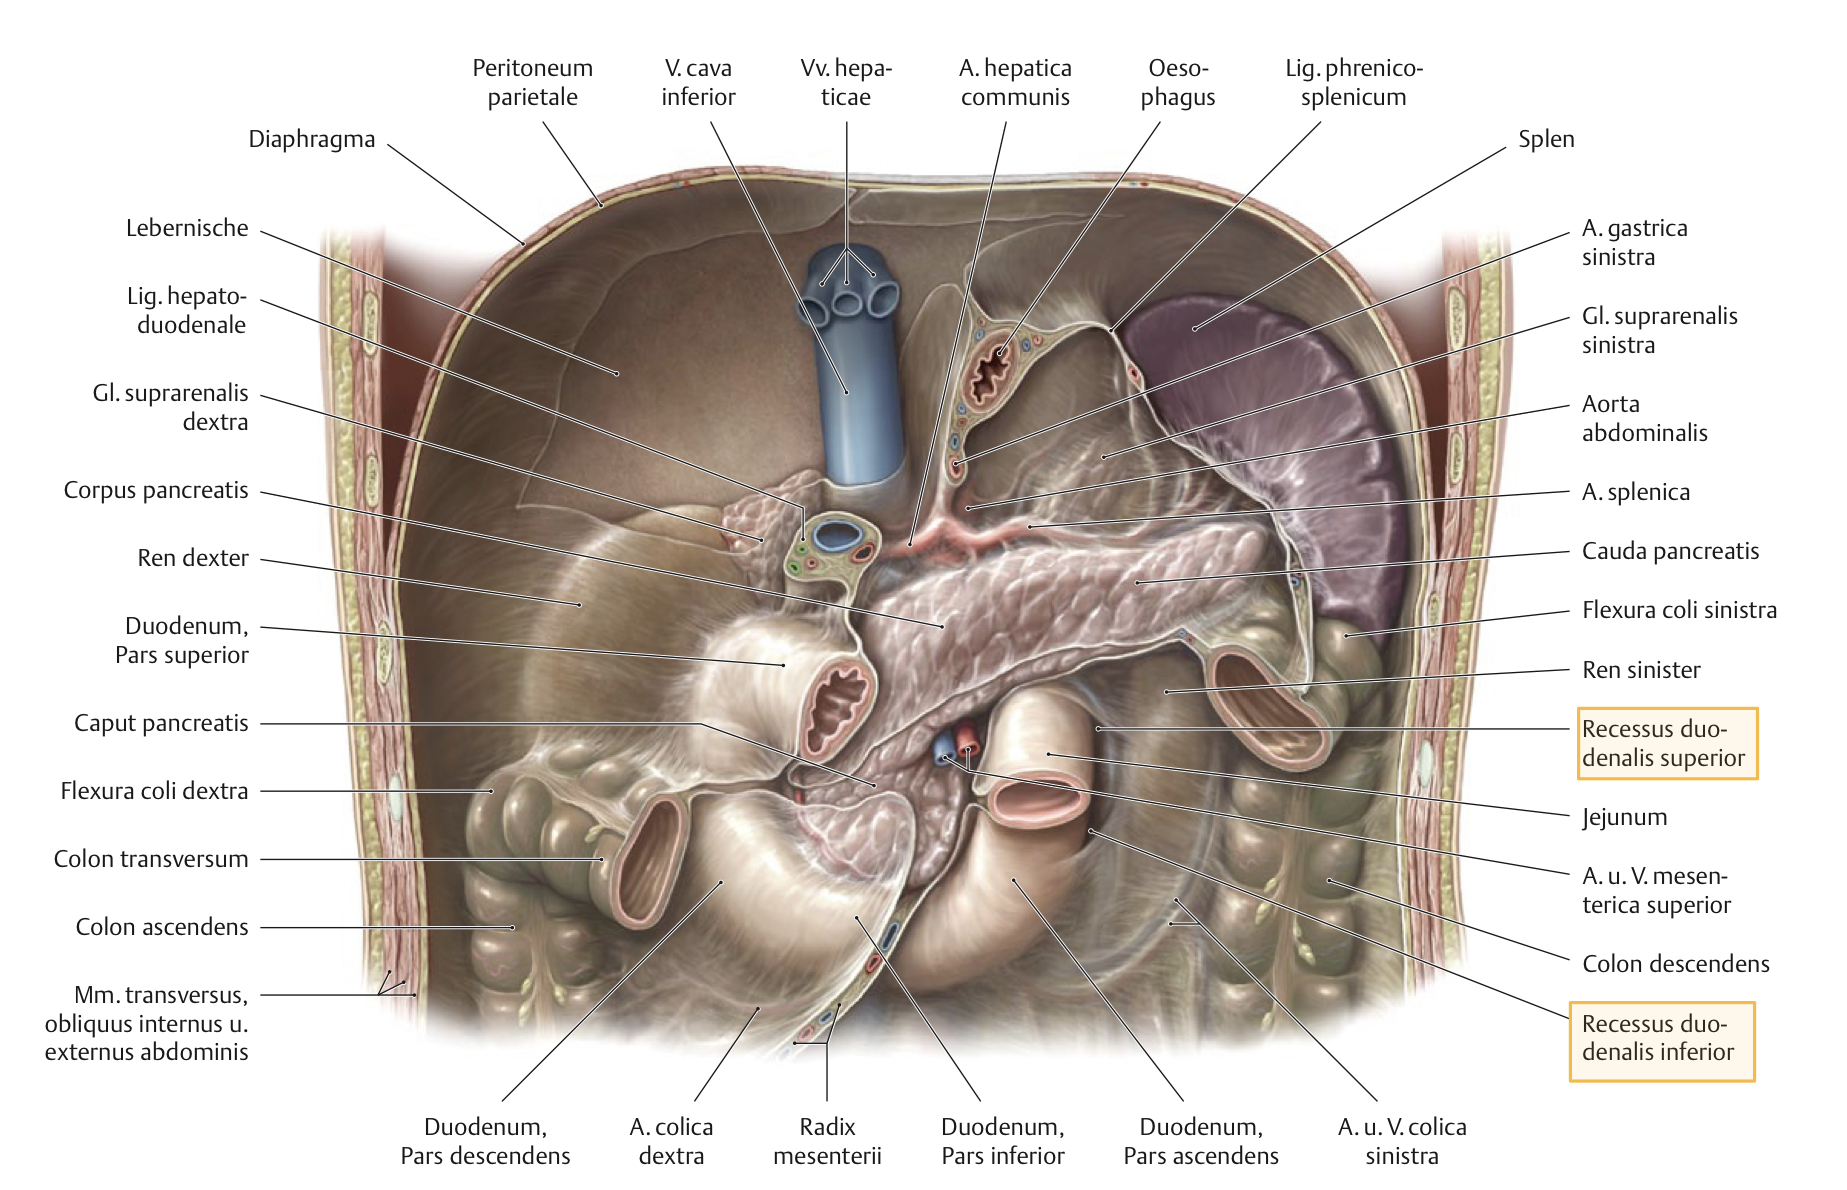 Peritoneum
parietale
V. cava
inferior
Vv. hepa-
ticae
A. hepatica
communis
Oeso-
phagus
Lig. phrenico-
splenicum
Diaphragma
Splen
Lebernische
Lig. hepato-
duodenale
Gl. suprarenalis
dextra
Corpus pancreatis
Ren dexter
Duodenum,
Pars superior
Caput pancreatis
Flexura coli dextra
Colon transversum
Colon ascendens
Mm. transversus,
obliquus internus u.
externus abdominis
A. gastrica
sinistra
Gl. suprarenalis
sinistra
Aorta
abdominalis
A. splenica
Cauda pancreatis
Flexura coli sinistra
Ren sinister
Recessus duo-
denalis superior
Jejunum
A. u. V. mesen-
terica superior
Colon descendens
Recessus duo-
denalis inferior
Duodenum,
Pars descendens
A. colica
dextra
Radix
mesenterii
Duodenum,
Pars inferior
Duodenum,
Pars ascendens
A. u. V. colica
sinistra